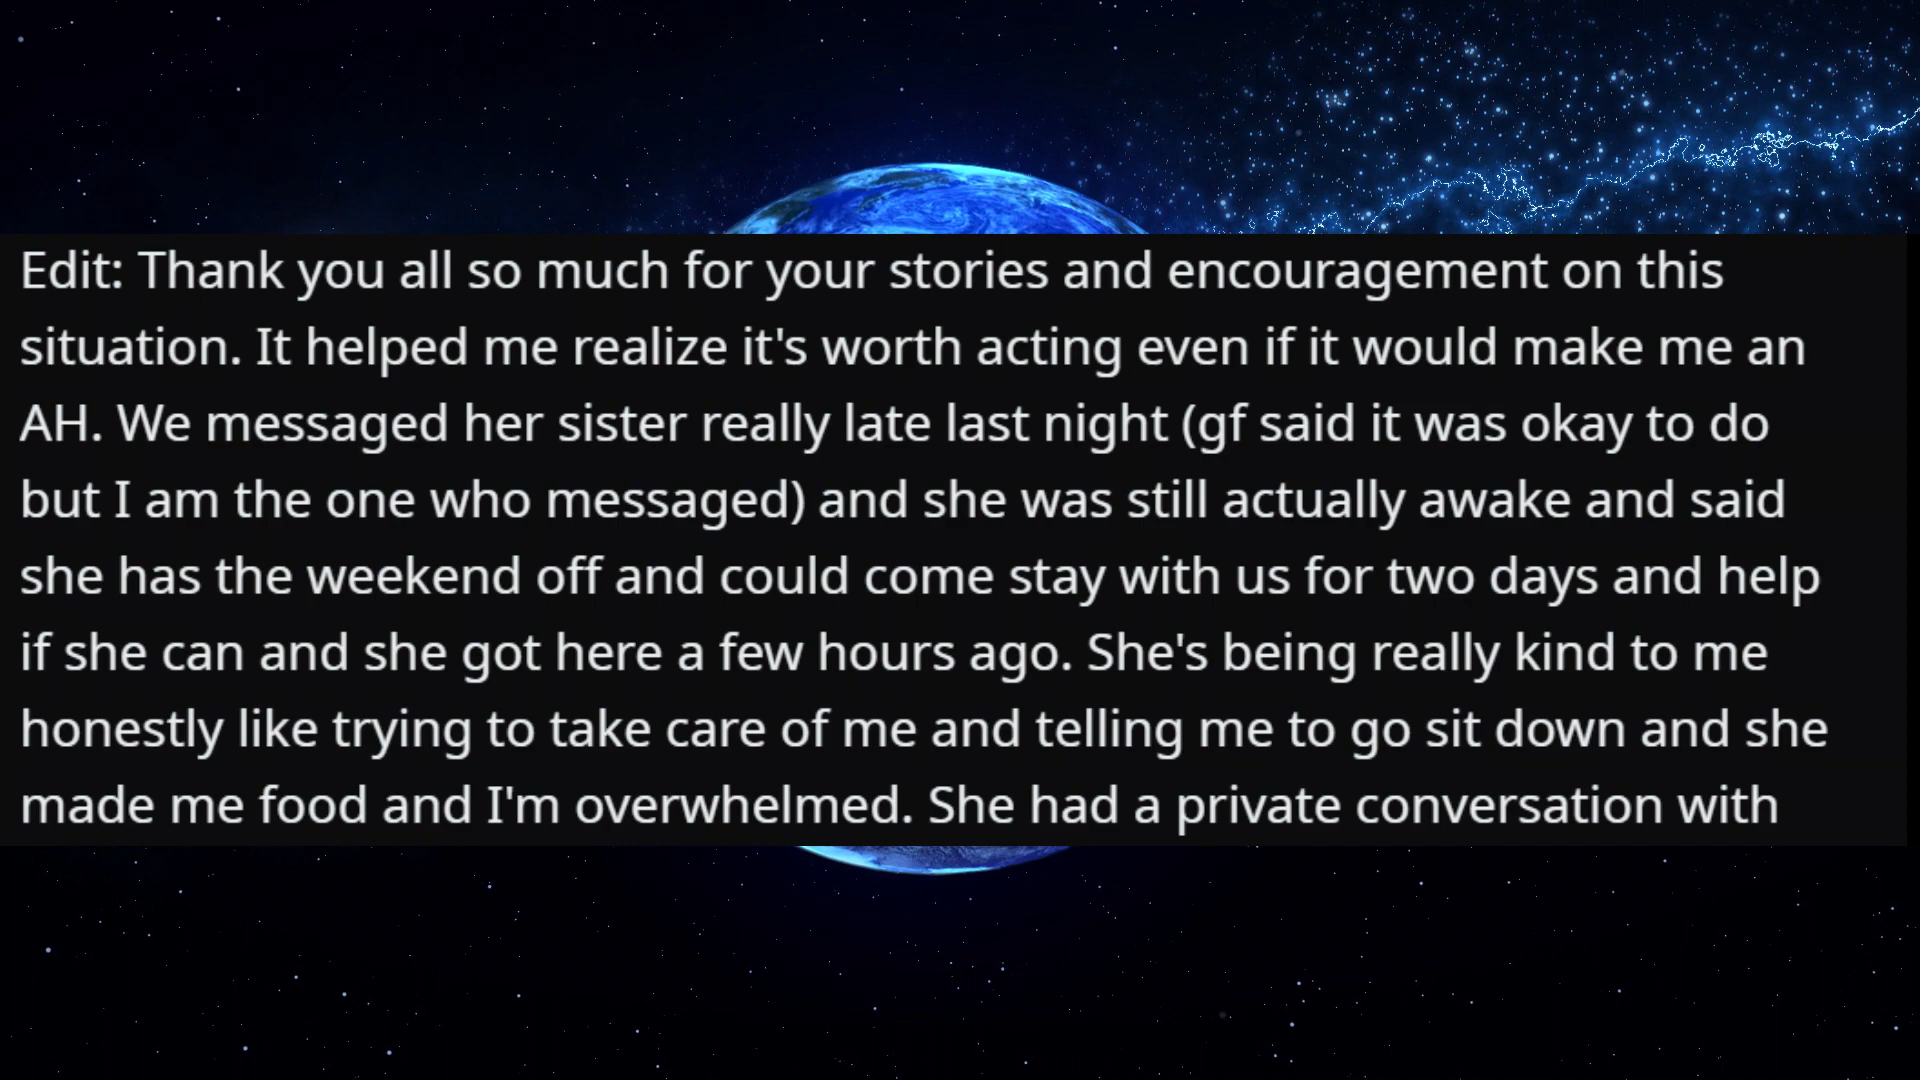 Edit: Thank you all so much for your stories and encouragement on this
situation. It helped me realize it's worth acting even if it would make me an
AH. We messaged her sister really late last night (gf said it was okay to do
but I am the one who messaged) and she was still actually awake and said
she has the weekend off and could come stay with us for two days and help
if she can and she got here a few hours ago. She's being really kind to me
honestly like trying to take care of me and telling me to go sit down and she
made me food and I'm overwhelmed. She had a private conversation with